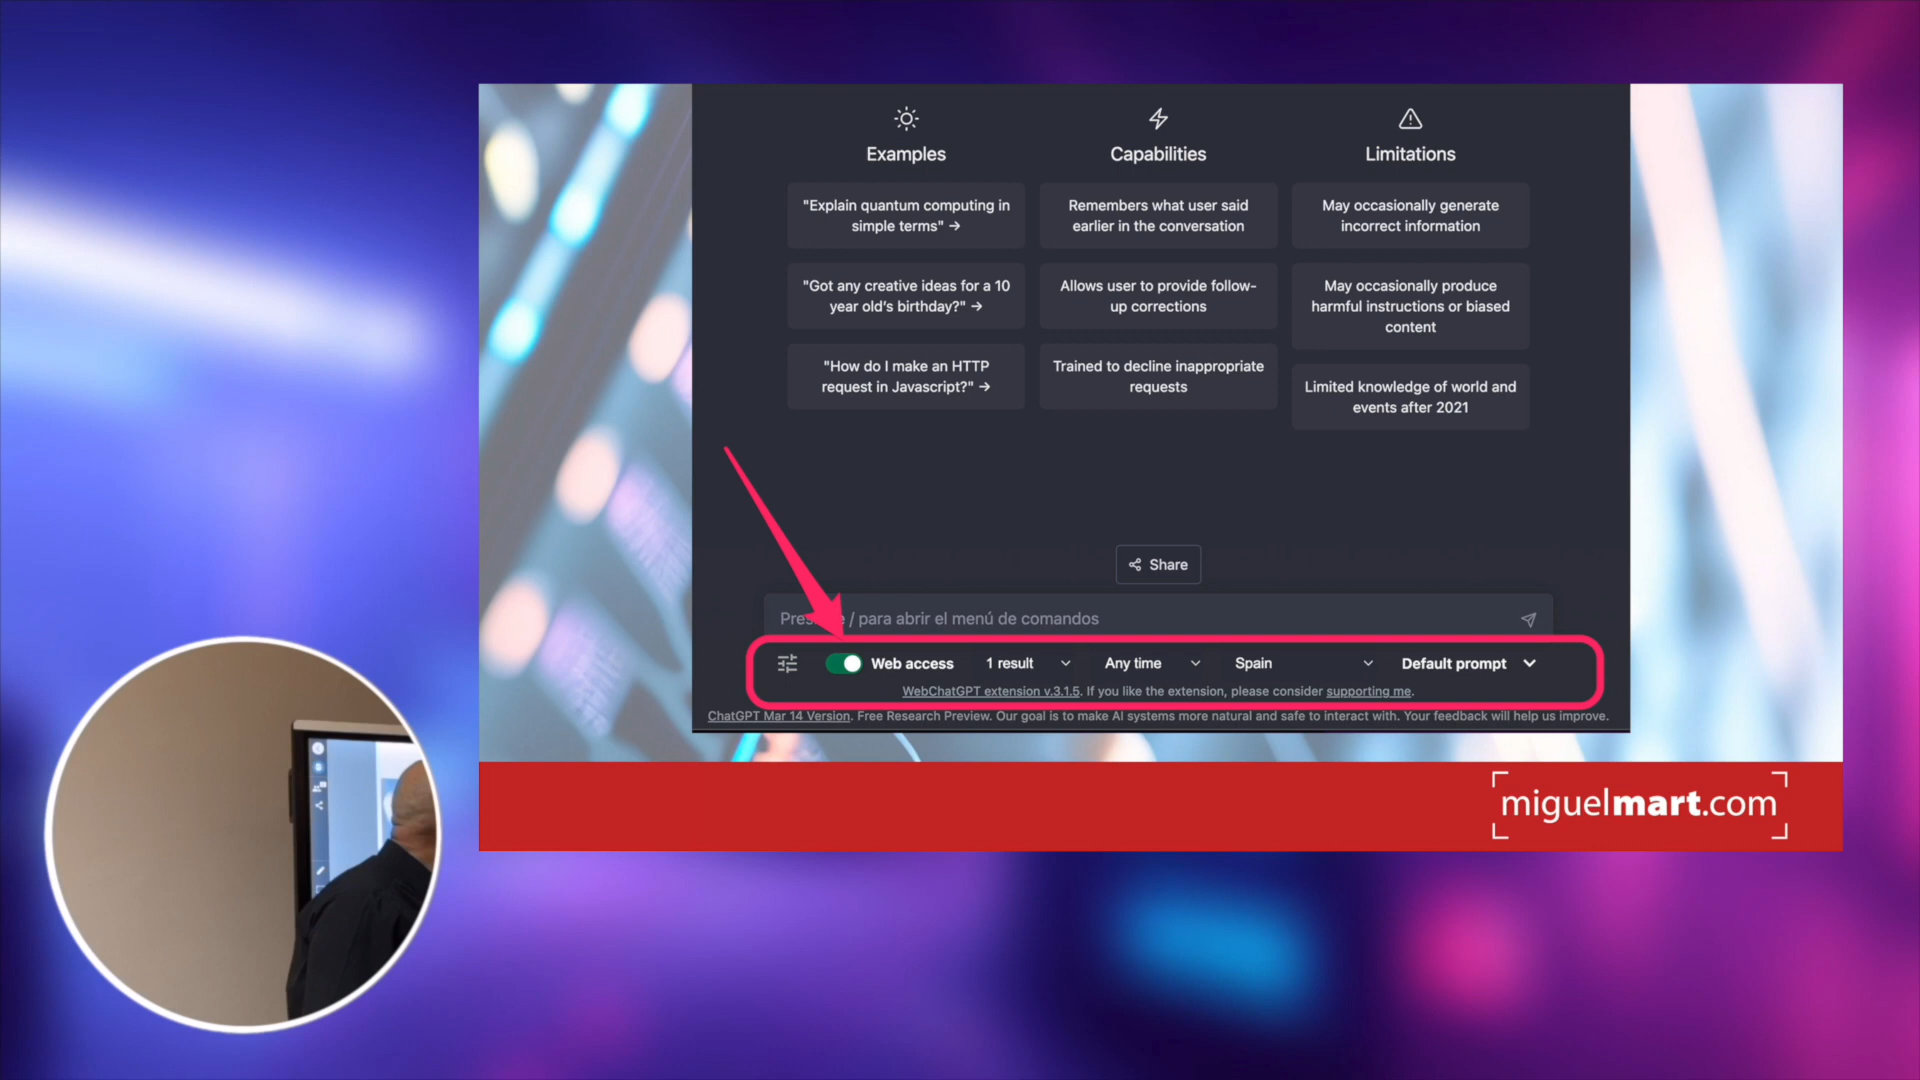 Examples
Capabilities
Limitations
"Explain quantum computing in
simple terms" →
Remembers what user said
earlier in the conversation
May occasionally generate
incorrect information
"Got any creative ideas for a 10
year old's birthday?" →
Allows user to provide follow-
up corrections
May occasionally produce
harmful instructions or biased
content
"How do I make an HTTP
request in Javascript?" →
Trained to decline inappropriate
requests
Limited knowledge of world and
events after 2021
Share
/ para abrir el menú de comandos
Web access
1 result
Any time
Spain
Default prompt
WebChatGPT extension v.3.1.5. If you like the extension, please consider supporting me.
ChatGPT Mar 14 Version. Free Research Preview. Our goal is to make AI systems more natural and safe to interact with. Your feedback will help us improve.
miguelmart.com